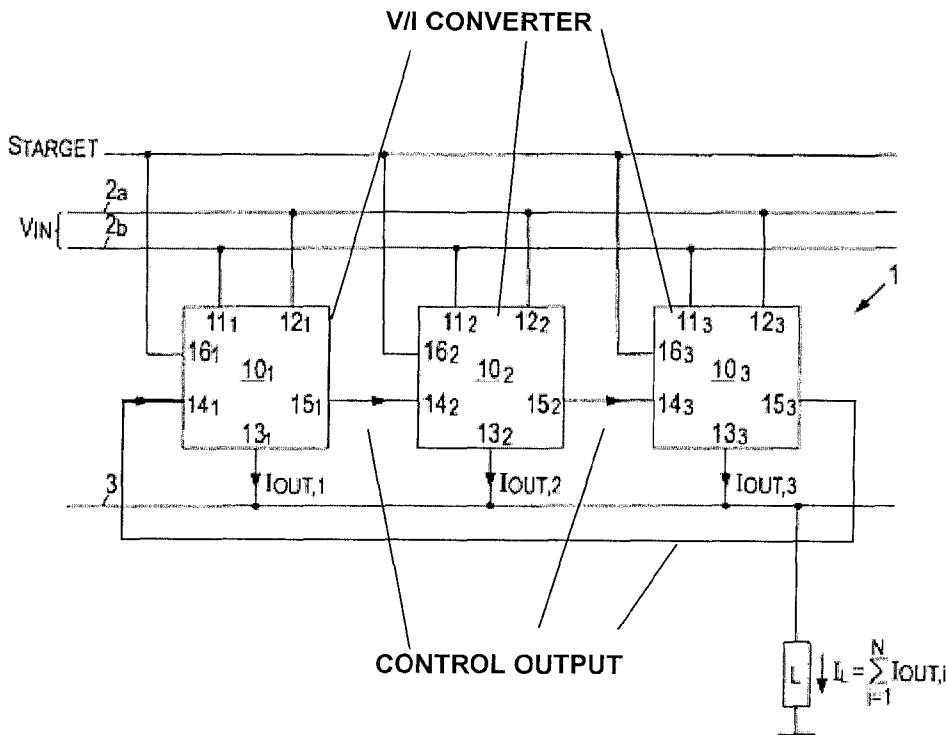 V/I CONVERTER
STARGET
2a
VIN
2b
1
11₁ 12₁ 11₂ 12₂ 11₃ 12₃
16₁ 16₂ 16₃
10₁ 10₂ 10₃
14₁ 15₁ 14₂ 15₂ 14₃ 15₃
13₁ 13₂ 13₃
3 IOUT,1 IOUT,2 IOUT,3
CONTROL OUTPUT
L IL = ∑ᴺᵢ₌₁ IOUT,i